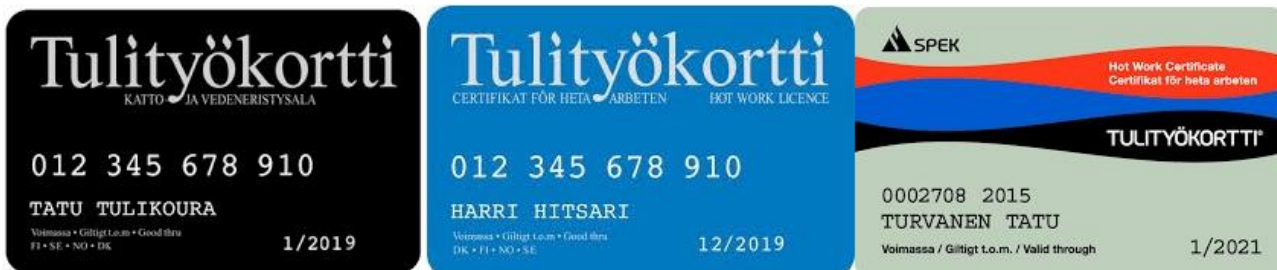 Tulityökortti
KATTO- JA VEDENERISTYSALA
012 345 678 910
TATU TULIKOURA
Voimassa • Giltigt t.o.m • Good thru
FI • SE • NO • DK
1/2019
Tulityökortti
CERTIFIKAT FÖR HETA ARBETEN HOT WORK LICENCE
012 345 678 910
HARRI HITSARI
Voimassa • Giltigt t.o.m • Good thru
DK • FI • NO • SE
12/2019
SPEK
Hot Work Certificate
Certifikat för heta arbeten
TULITYÖKORTTI®
0002708 2015
TURVANEN TATU
Voimassa / Giltigt t.o.m. / Valid through
1/2021